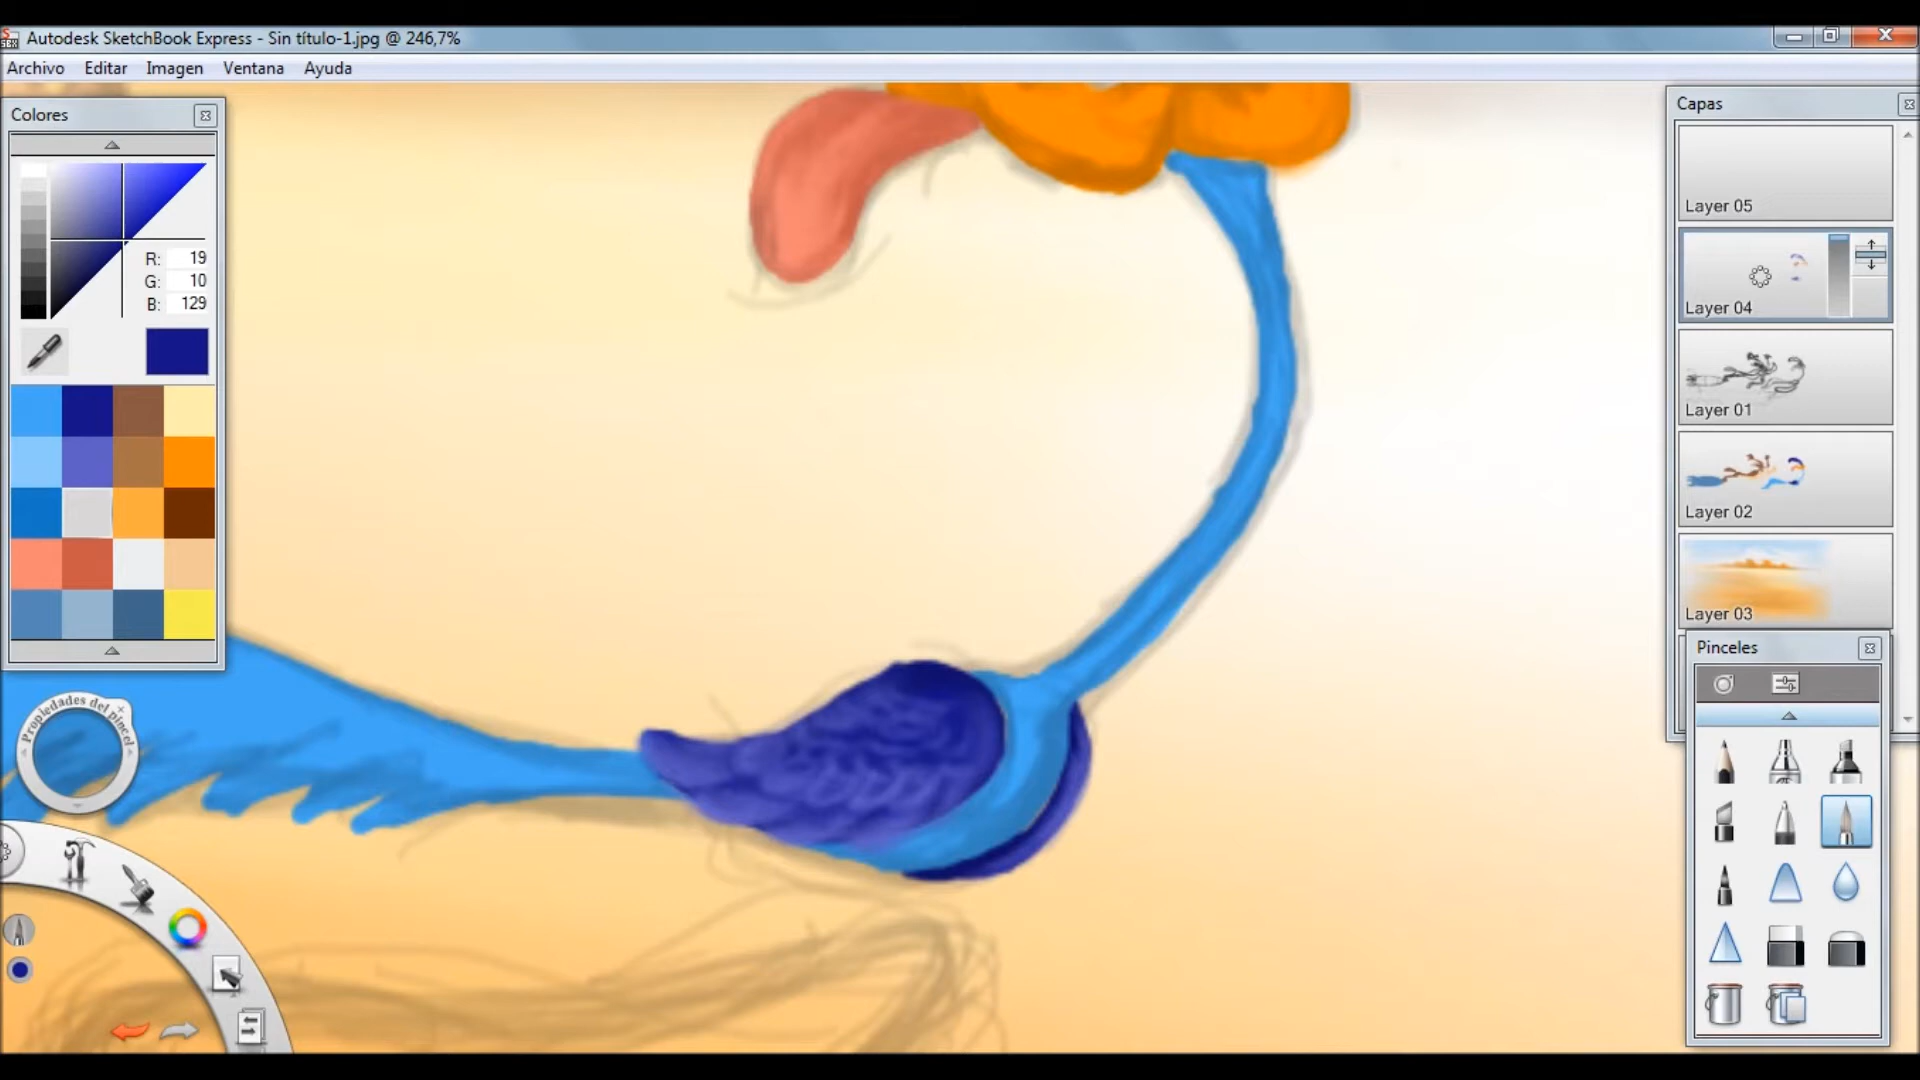 Autodesk SketchBook Express - Sin título-1.jpg @ 246,7%
Archivo Editar Imagen Ventana Ayuda
Colores
R: 19
G: 10
B: 129
Propiedades del pincel
Capas
Layer 05
Layer 04
Layer 01
Layer 02
Layer 03
Pinceles